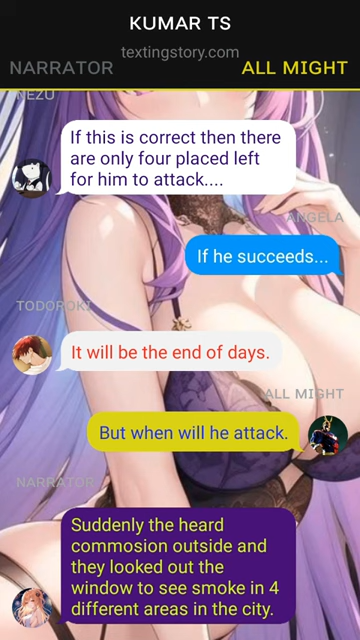 KUMAR TS
textingstory.com
NARRATOR
ALL MIGHT
NEZU
If this is correct then there
are only four placed left
for him to attack....
ANGELA
If he succeeds...
TODOROKI
It will be the end of days.
ALL MIGHT
But when will he attack.
NARRATOR
Suddenly the heard
commosion outside and
they looked out the
window to see smoke in 4
different areas in the city.